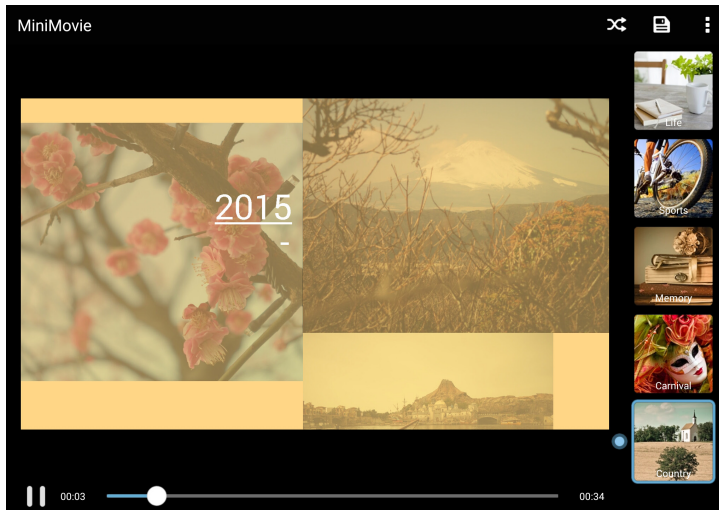 MiniMovie
2015
-
Life
Sports
Memory
Carnival
Country
00:03
00:34